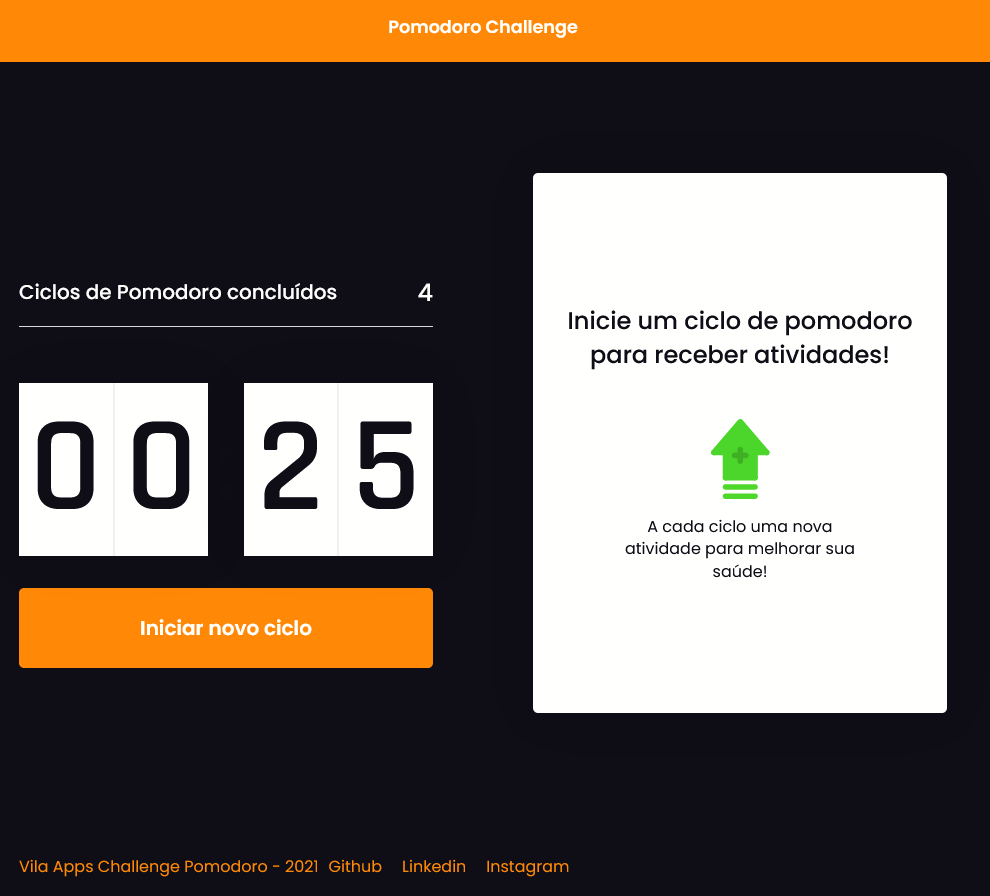 Pomodoro Challenge
Ciclos de Pomodoro concluídos 4
00 25
Iniciar novo ciclo
Inicie um ciclo de pomodoro
para receber atividades!
A cada ciclo uma nova
atividade para melhorar sua
saúde!
Vila Apps Challenge Pomodoro - 2021 Github Linkedin Instagram